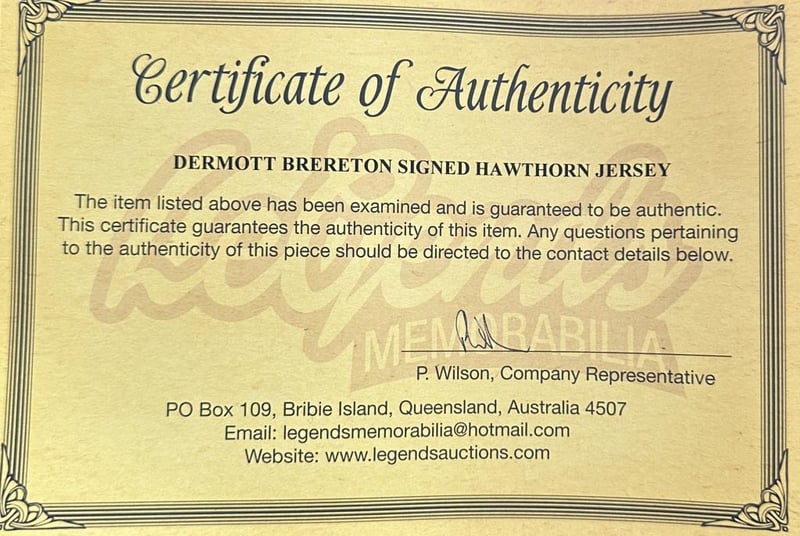 Certificate of Authenticity
DERMOTT BRERETON SIGNED HAWTHORN JERSEY
The item listed above has been examined and is guaranteed to be authentic.
This certificate guarantees the authenticity of this item. Any questions pertaining
to the authenticity of this piece should be directed to the contact details below.
Legends
MEMORABILIA
P. Wilson, Company Representative
PO Box 109, Bribie Island, Queensland, Australia 4507
Email: legendsmemorabilia@hotmail.com
Website: www.legendsauctions.com